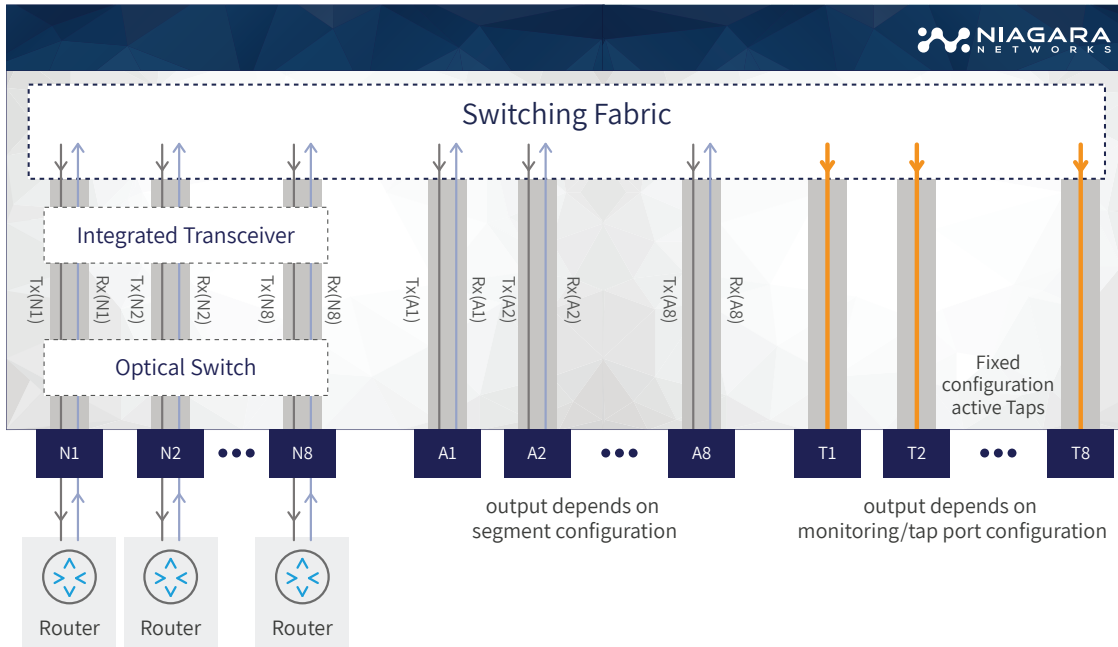 NIAGARA
NETWORKS
Switching Fabric
Integrated Transceiver
Tx(N1)
Rx(N1)
Tx(N2)
Rx(N2)
Tx(N8)
Rx(N8)
Tx(A1)
Rx(A1)
Tx(A2)
Rx(A2)
Tx(A8)
Rx(A8)
Optical Switch
Fixed
configuration
active Taps
N1
N2
N8
A1
A2
A8
T1
T2
T8
output depends on
segment configuration
output depends on
monitoring/tap port configuration
Router
Router
Router